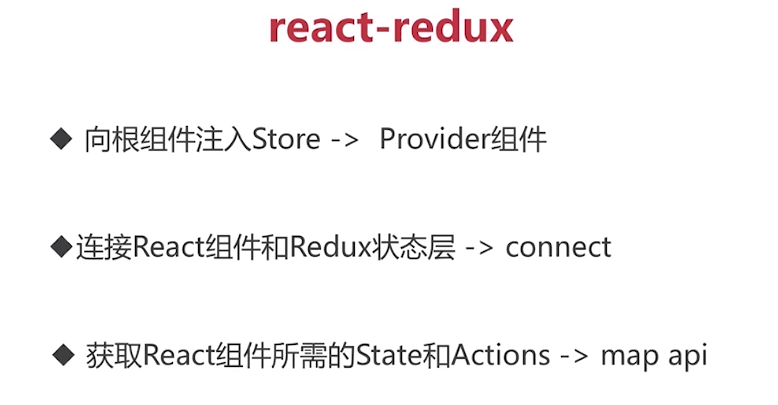 react-redux
◆ 向根组件注入Store -> Provider组件
◆连接React组件和Redux状态层 -> connect
◆ 获取React组件所需的State和Actions -> map api